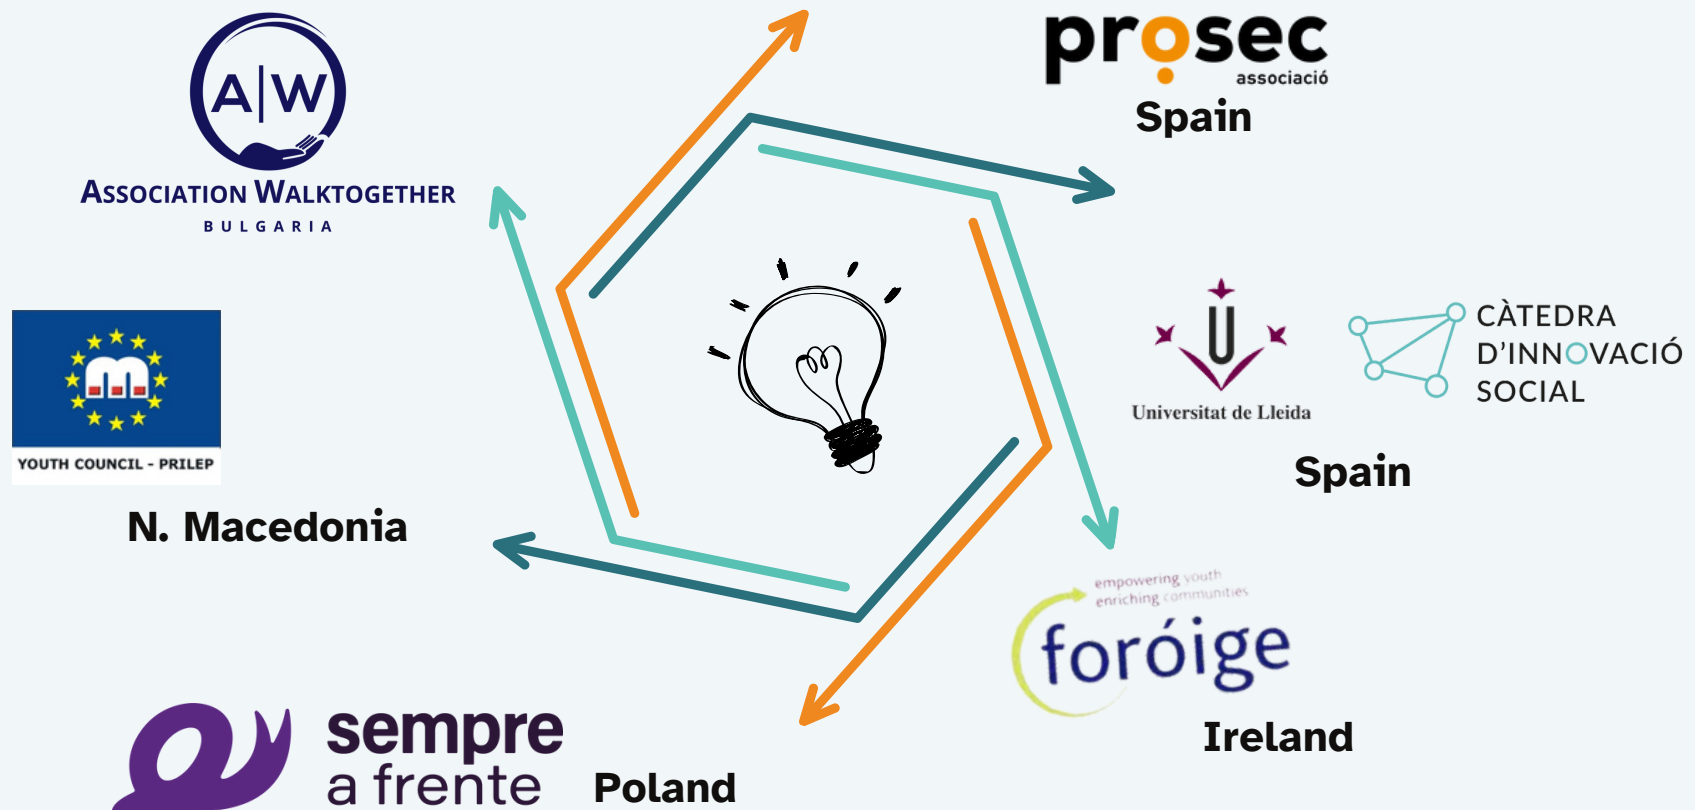 A|W
ASSOCIATION WALKTOGETHER
BULGARIA
prosec
associació
Spain
YOUTH COUNCIL - PRILEP
N. Macedonia
U
Universitat de Lleida
CÀTEDRA
D'INNOVACIÓ
SOCIAL
Spain
empowering youth
enriching communities
foróige
Ireland
sempre
a frente
Poland